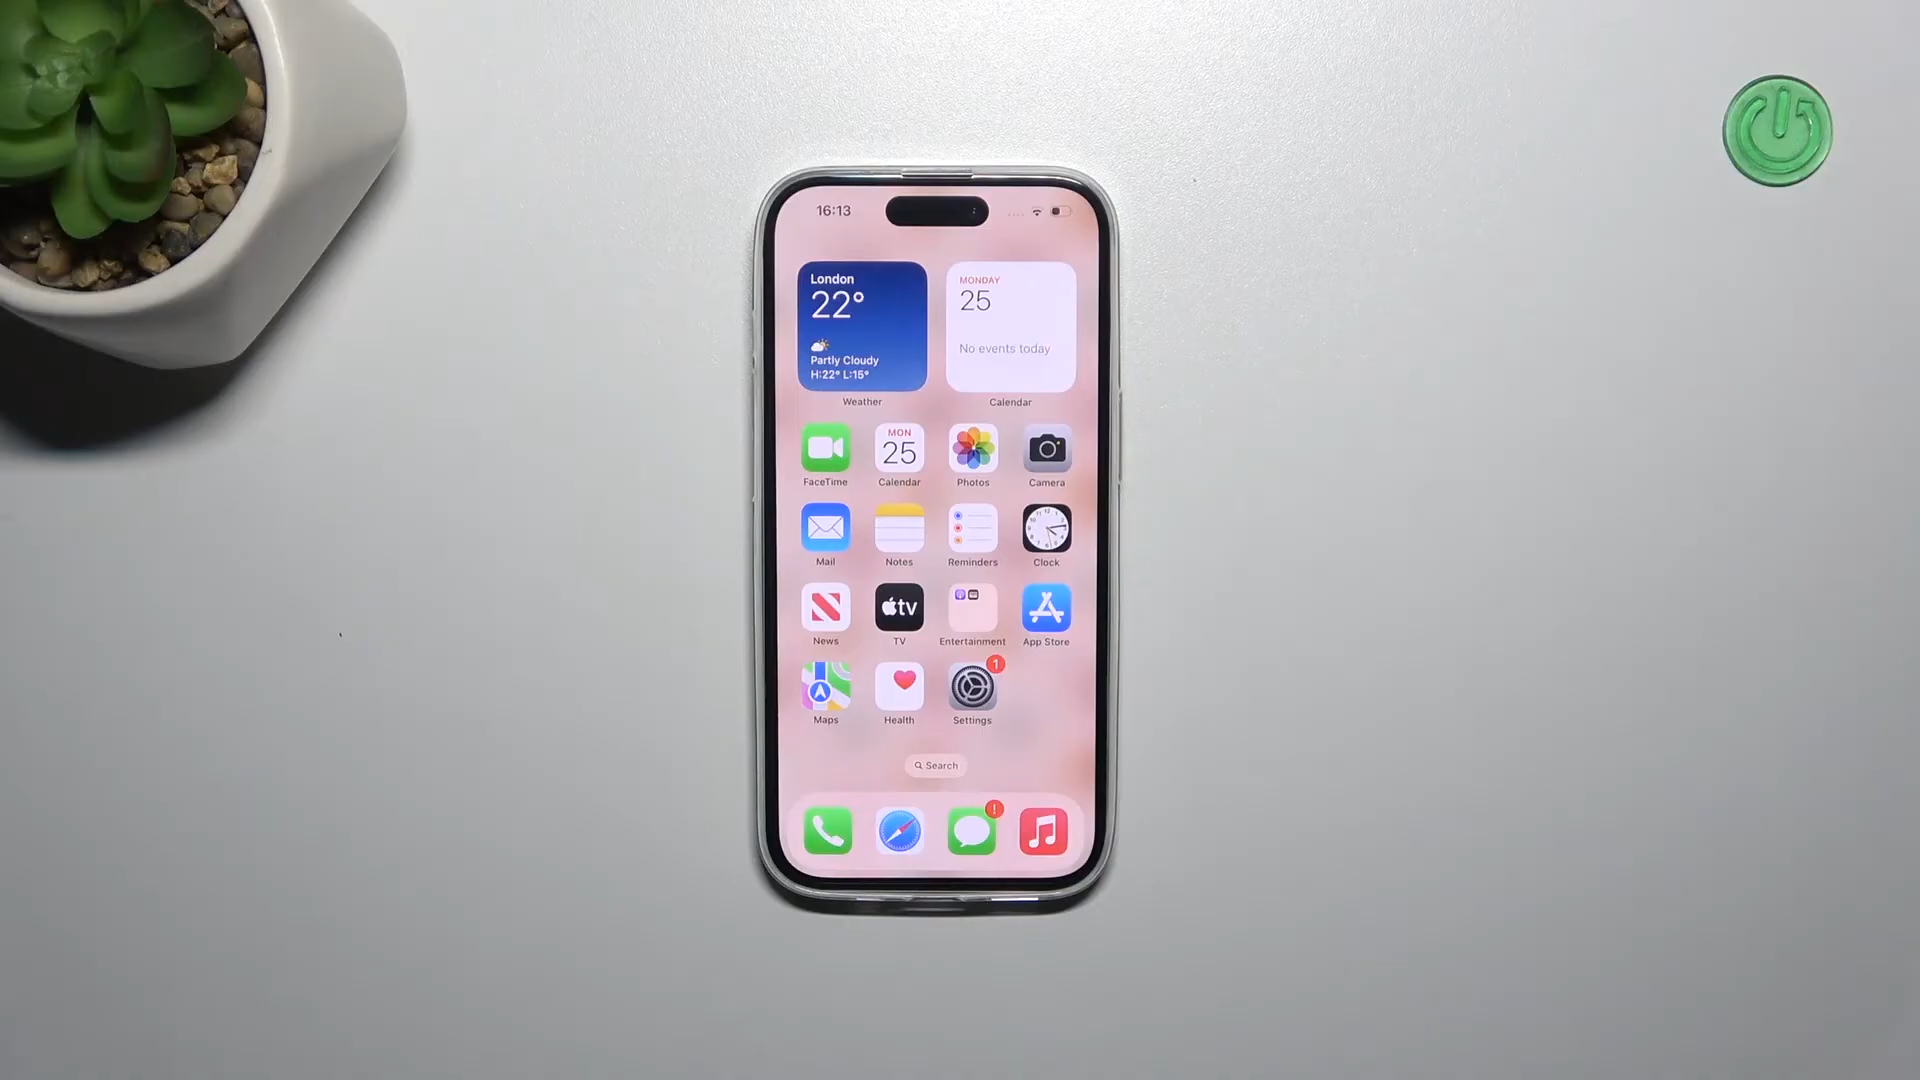 16:13
London
22°
Partly Cloudy
H:22° L:15°
Weather
MONDAY
25
No events today
Calendar
FaceTime
MON
25
Calendar
Photos
Camera
Mail
Notes
Reminders
Clock
News
tv
TV
Entertainment
App Store
Maps
Health
1
Settings
Search
!